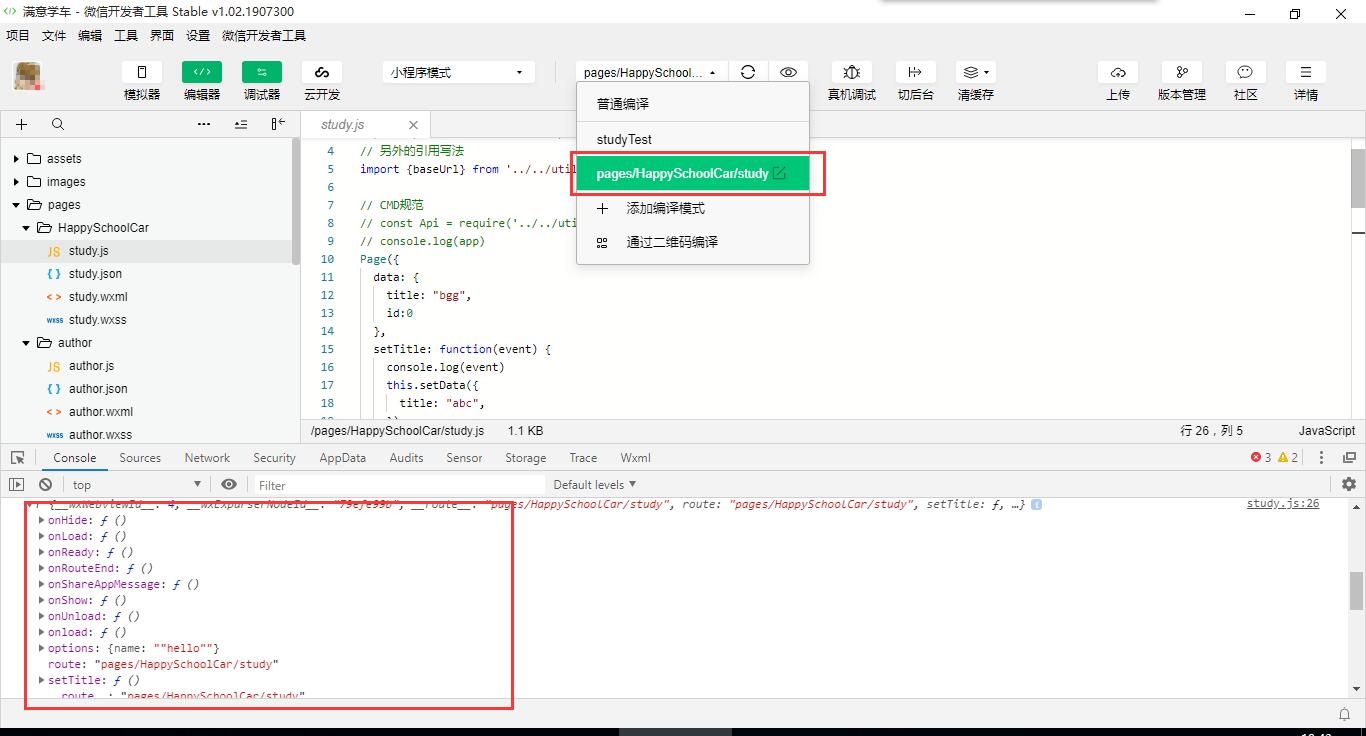 满意学车 - 微信开发者工具 Stable v1.02.1907300
项目 文件 编辑 工具 界面 设置 微信开发者工具
小程序模式
pages/HappySchool...
模拟器 编辑器 调试器 云开发
真机调试 切后台 清缓存
上传 版本管理 社区 详情
普通编译
studyTest
pages/HappySchoolCar/study
添加编译模式
通过二维码编译
assets
images
pages
HappySchoolCar
JS study.js
{ } study.json
< > study.wxml
wxss study.wxss
author
JS author.js
{ } author.json
< > author.wxml
wxss author.wxss
study.js
4 // 另外的引用写法
5 import {baseUrl} from '../../util
6
7 // CMD规范
8 // const Api = require('../../uti
9 // console.log(app)
10 Page({
11 data: {
12 title: "bgg",
13 id:0
14 },
15 setTitle: function(event) {
16 console.log(event)
17 this.setData({
18 title: "abc",
/pages/HappySchoolCar/study.js 1.1 KB
行 26，列 5 JavaScript
Console Sources Network Security AppData Audits Sensor Storage Trace Wxml
3 2
top
Filter
Default levels
"pages/HappySchoolCar/study", route: "pages/HappySchoolCar/study", setTitle: ƒ, …}
study.js:26
onHide: ƒ ()
onLoad: ƒ ()
onReady: ƒ ()
onRouteEnd: ƒ ()
onShareAppMessage: ƒ ()
onShow: ƒ ()
onUnload: ƒ ()
onload: ƒ ()
options: {name: ""hello""}
route: "pages/HappySchoolCar/study"
setTitle: ƒ ()
route : "pages/HappySchoolCar/study"